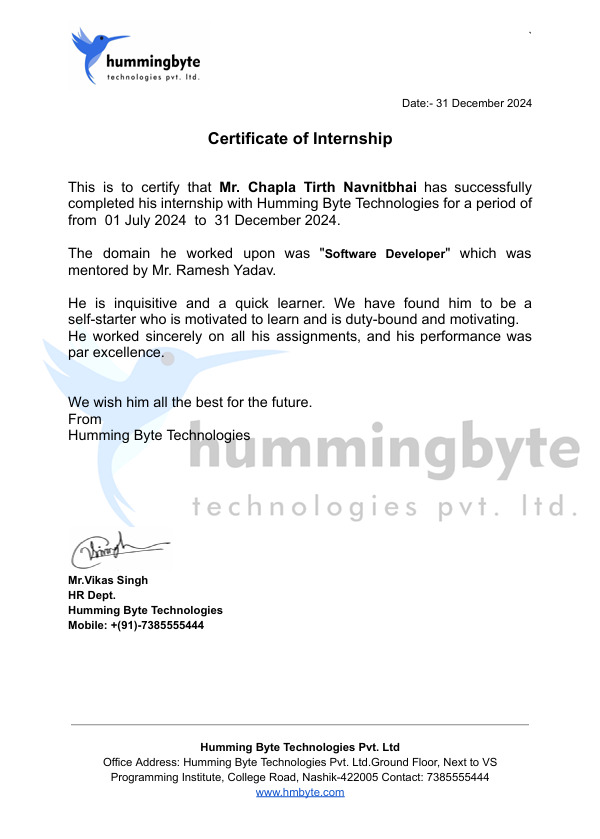 hummingbyte
technologies pvt. ltd.
Date:- 31 December 2024
Certificate of Internship
This is to certify that Mr. Chapla Tirth Navnitbhai has successfully
completed his internship with Humming Byte Technologies for a period of
from 01 July 2024 to 31 December 2024.
The domain he worked upon was "Software Developer" which was
mentored by Mr. Ramesh Yadav.
He is inquisitive and a quick learner. We have found him to be a
self-starter who is motivated to learn and is duty-bound and motivating.
He worked sincerely on all his assignments, and his performance was
par excellence.
We wish him all the best for the future.
From
Humming Byte Technologies
hummingbyte
technologies pvt. ltd.
Mr.Vikas Singh
HR Dept.
Humming Byte Technologies
Mobile: +(91)-7385555444
Humming Byte Technologies Pvt. Ltd
Office Address: Humming Byte Technologies Pvt. Ltd.Ground Floor, Next to VS
Programming Institute, College Road, Nashik-422005 Contact: 7385555444
www.hmbyte.com